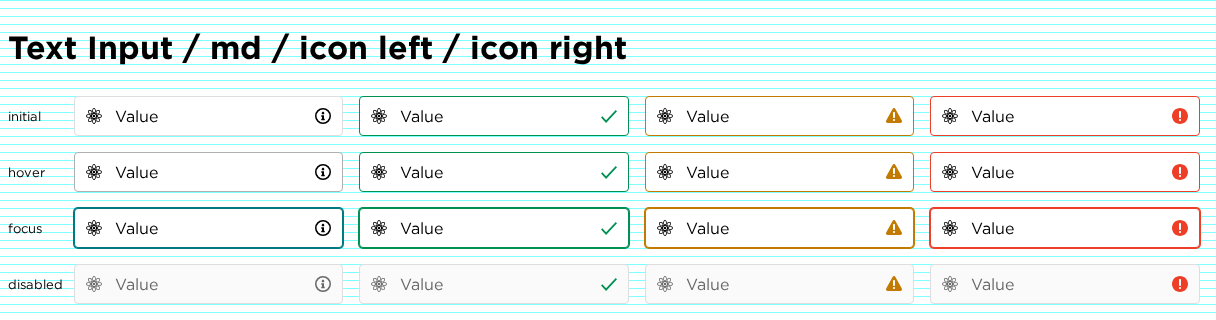 Text Input / md / icon left / icon right
initial Value Value Value Value
hover Value Value Value Value
focus Value Value Value Value
disabled Value Value Value Value